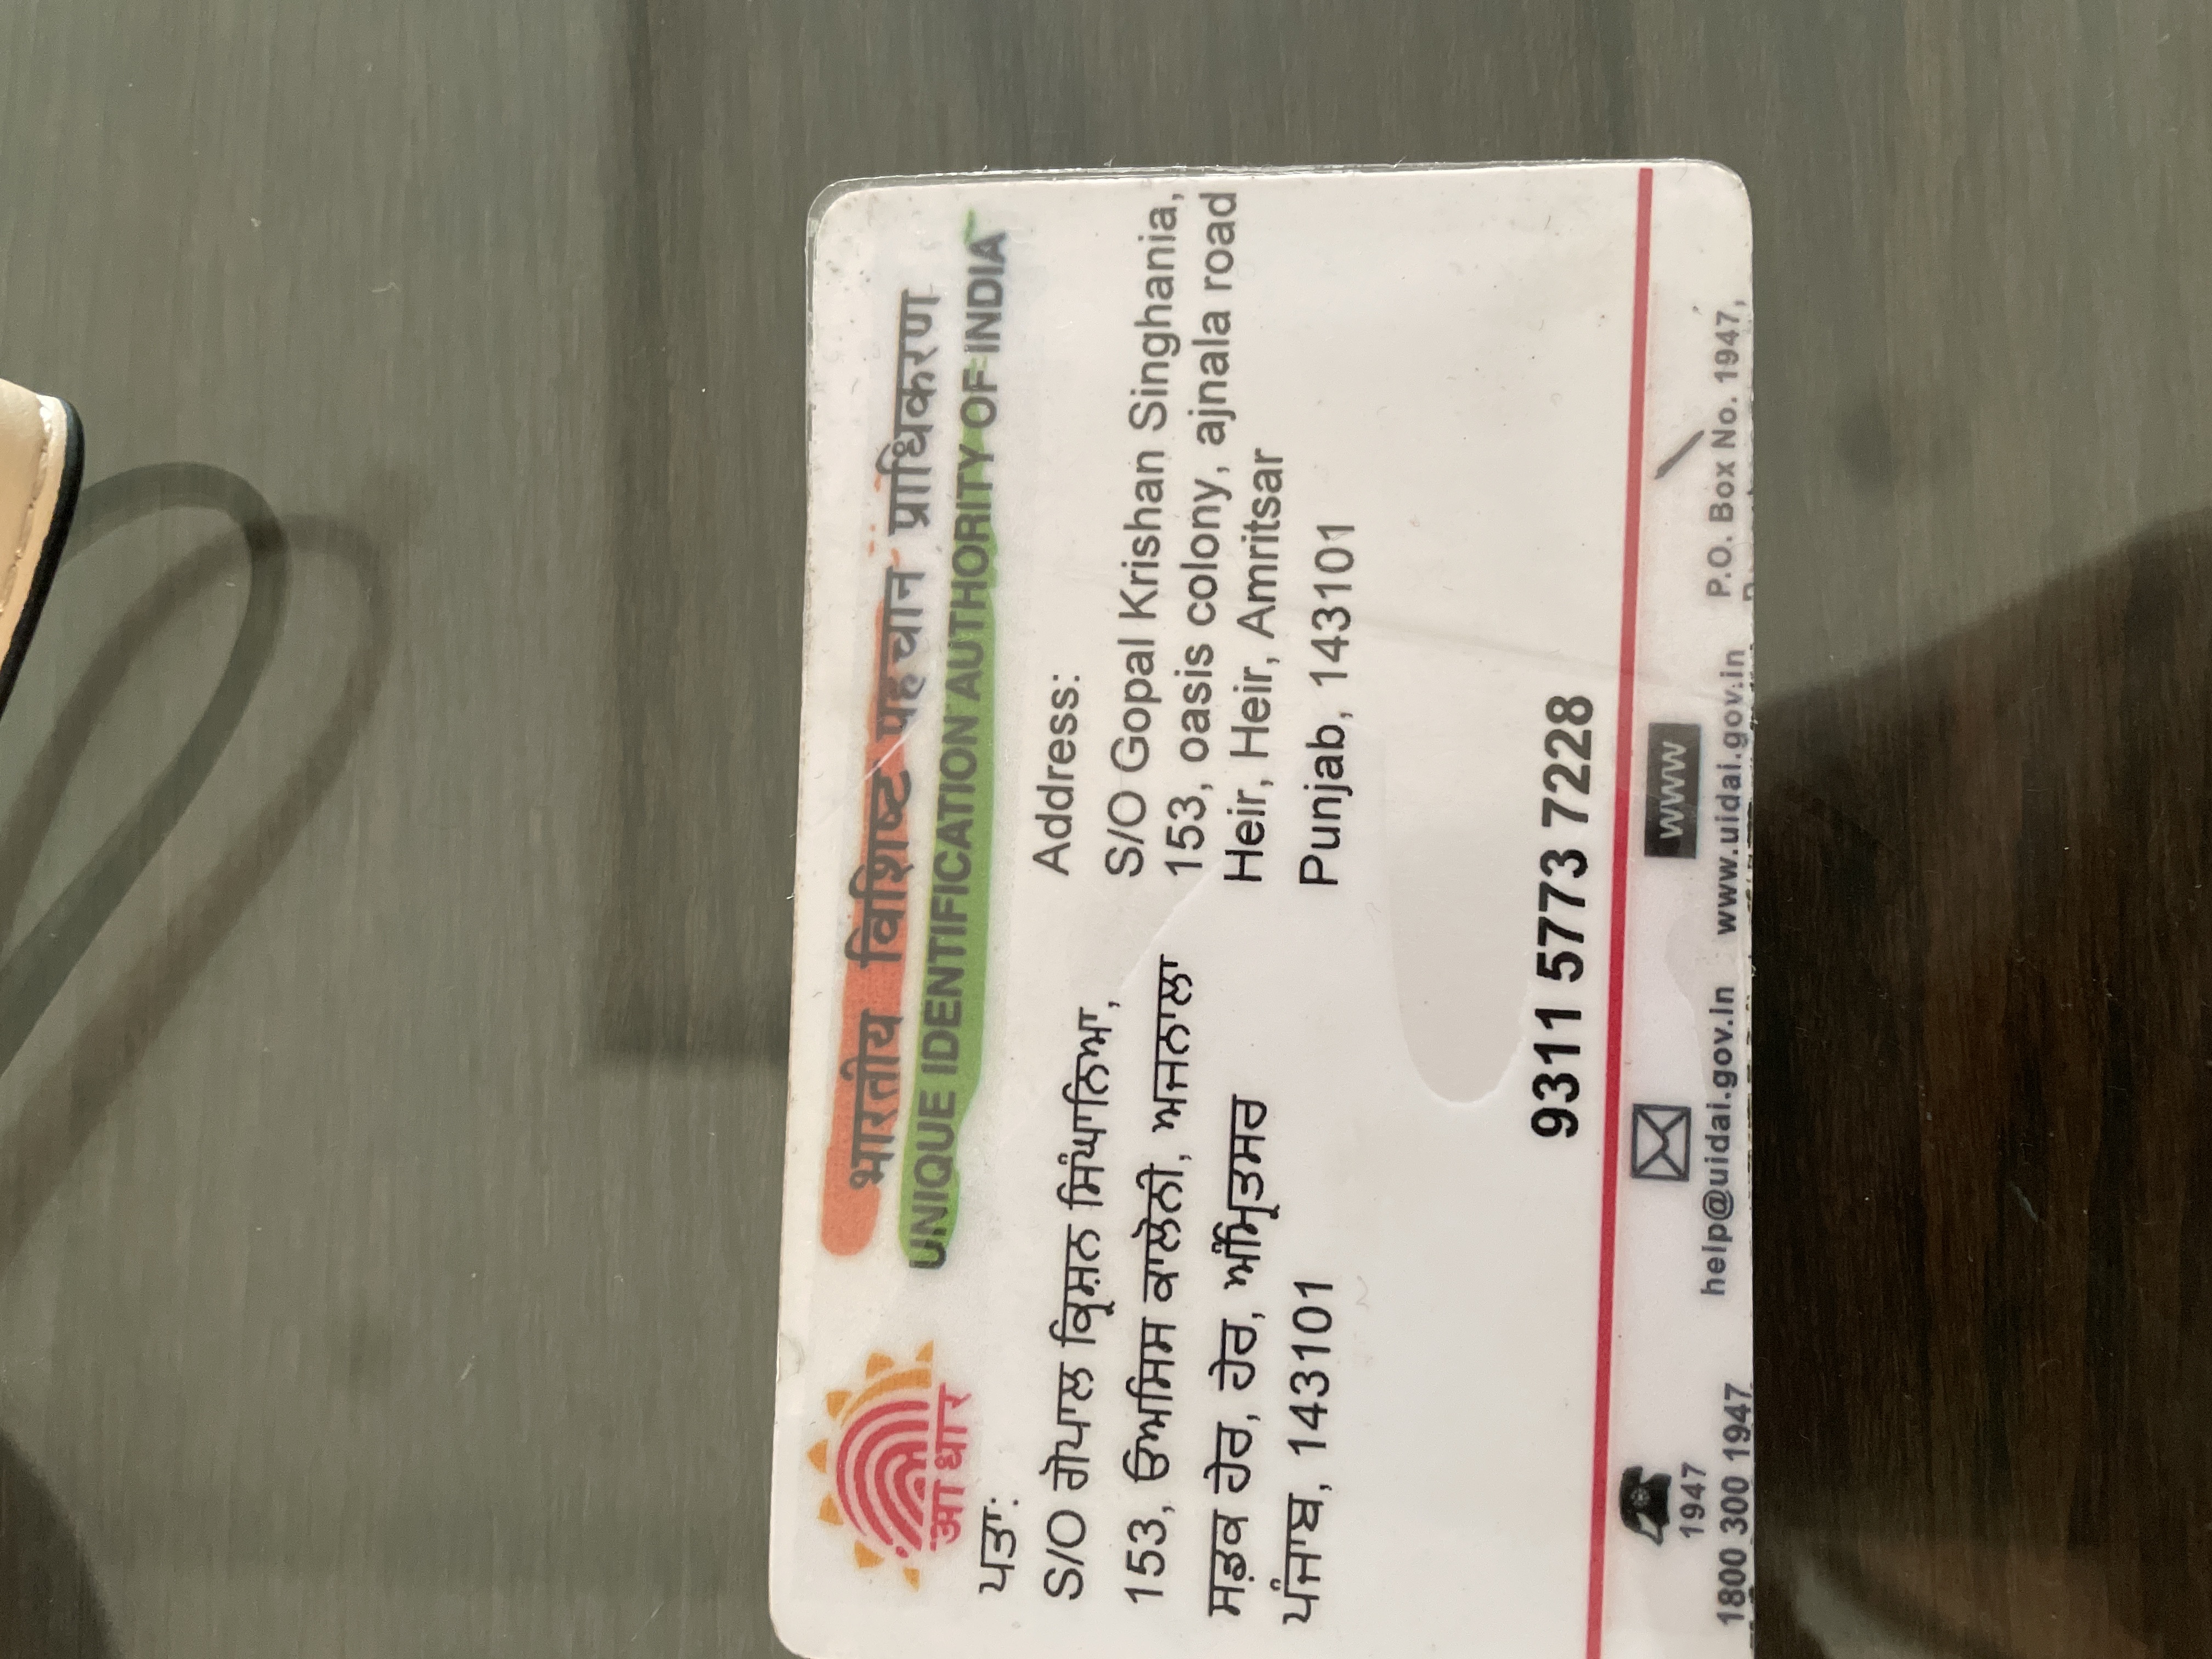 भारतीय विशिष्ट पहचान प्राधिकरण
UNIQUE IDENTIFICATION AUTHORITY OF INDIA
आधार
ਪਤਾ:
S/O ਗੋਪਾਲ ਕ੍ਰਿਸ਼ਨ ਸਿੰਘਾਨਿਆ,
153, ਓਅਸਿਸ ਕਾਲੋਨੀ, ਅਜਨਾਲਾ
ਸੜਕ ਹੇਰ, ਹੇਰ, ਅੰਮ੍ਰਿਤਸਰ
ਪੰਜਾਬ, 143101
Address:
S/O Gopal Krishan Singhania,
153, oasis colony, ajnala road
Heir, Heir, Amritsar
Punjab, 143101
9311 5773 7228
1947
1800 300 1947
help@uidai.gov.in
www
www.uidai.gov.in
P.O. Box No. 1947,